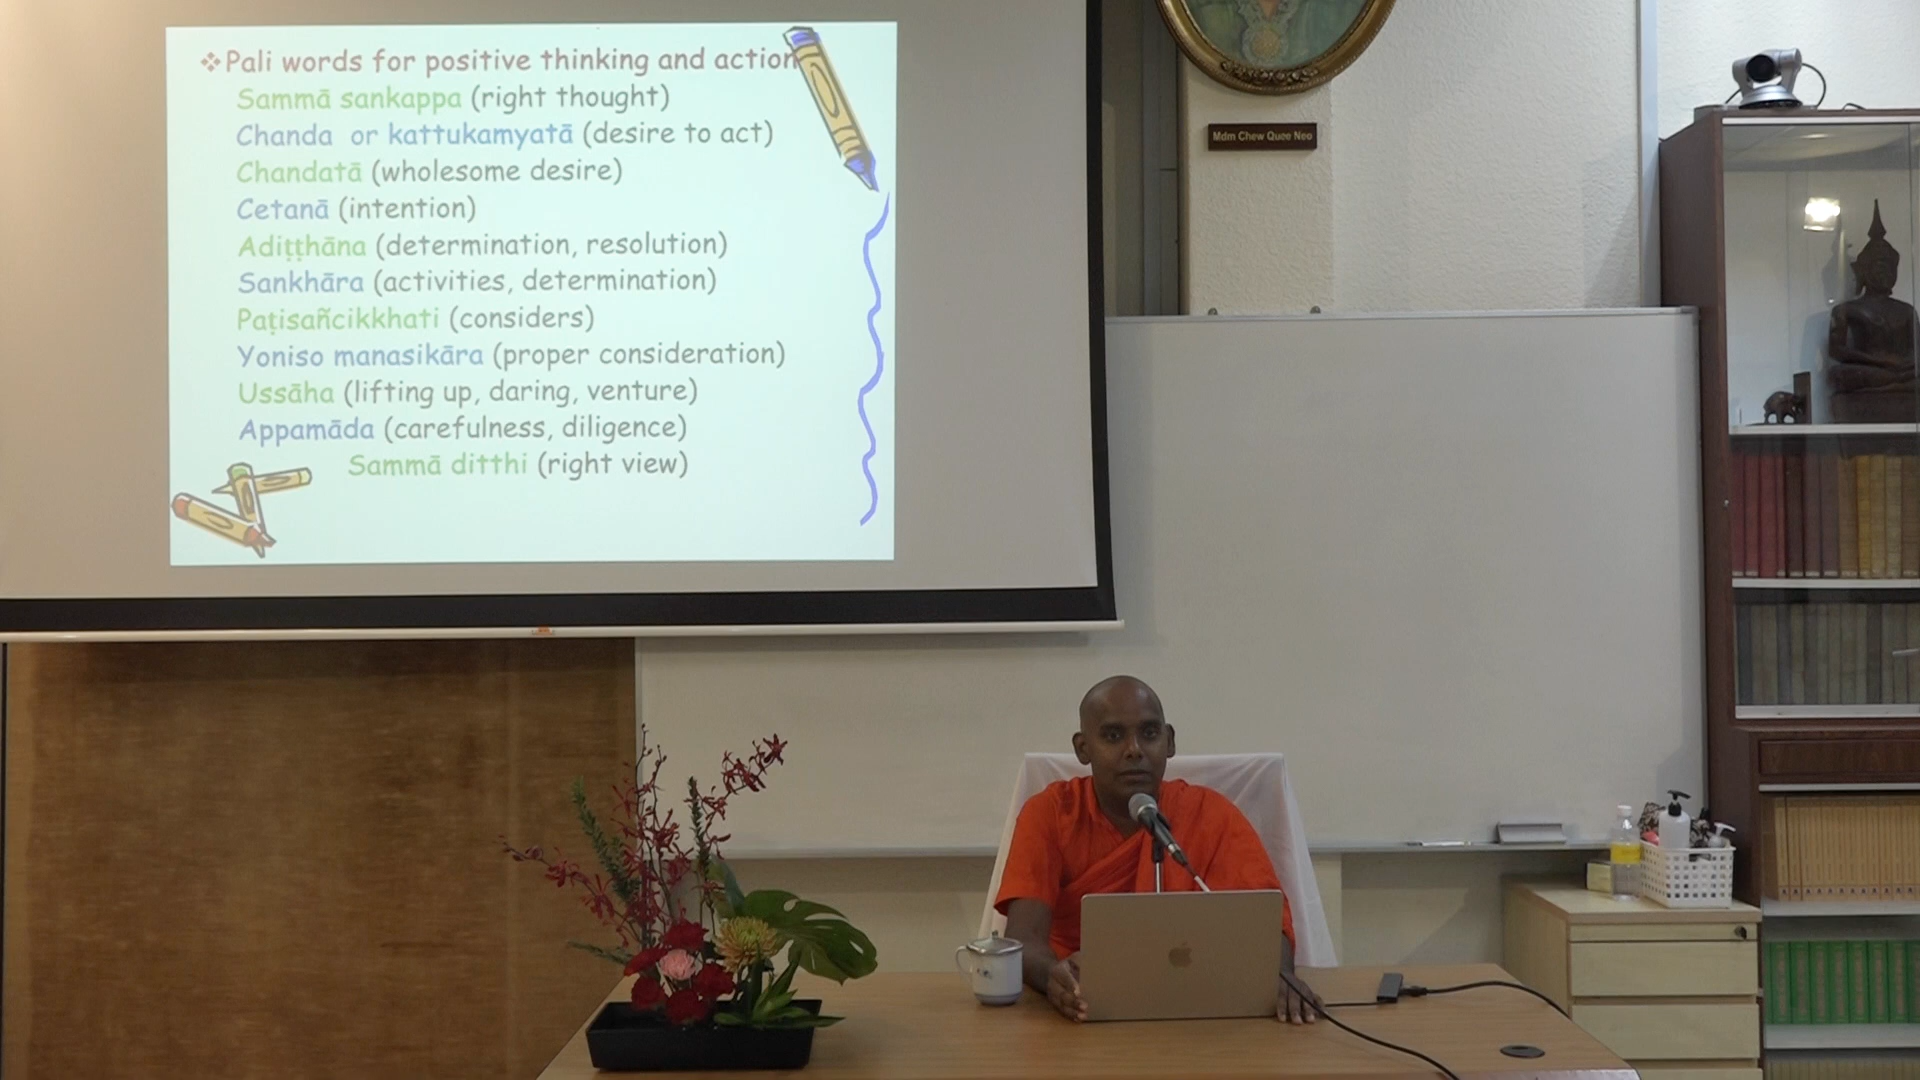 ❖Pali words for positive thinking and action
Sammā sankappa (right thought)
Chanda or kattukamyatā (desire to act)
Chandatā (wholesome desire)
Cetanā (intention)
Adiṭṭhāna (determination, resolution)
Sankhāra (activities, determination)
Paṭisañcikkhati (considers)
Yoniso manasikāra (proper consideration)
Ussāha (lifting up, daring, venture)
Appamāda (carefulness, diligence)
Sammā ditthi (right view)
Mdm Chew Quee Neo